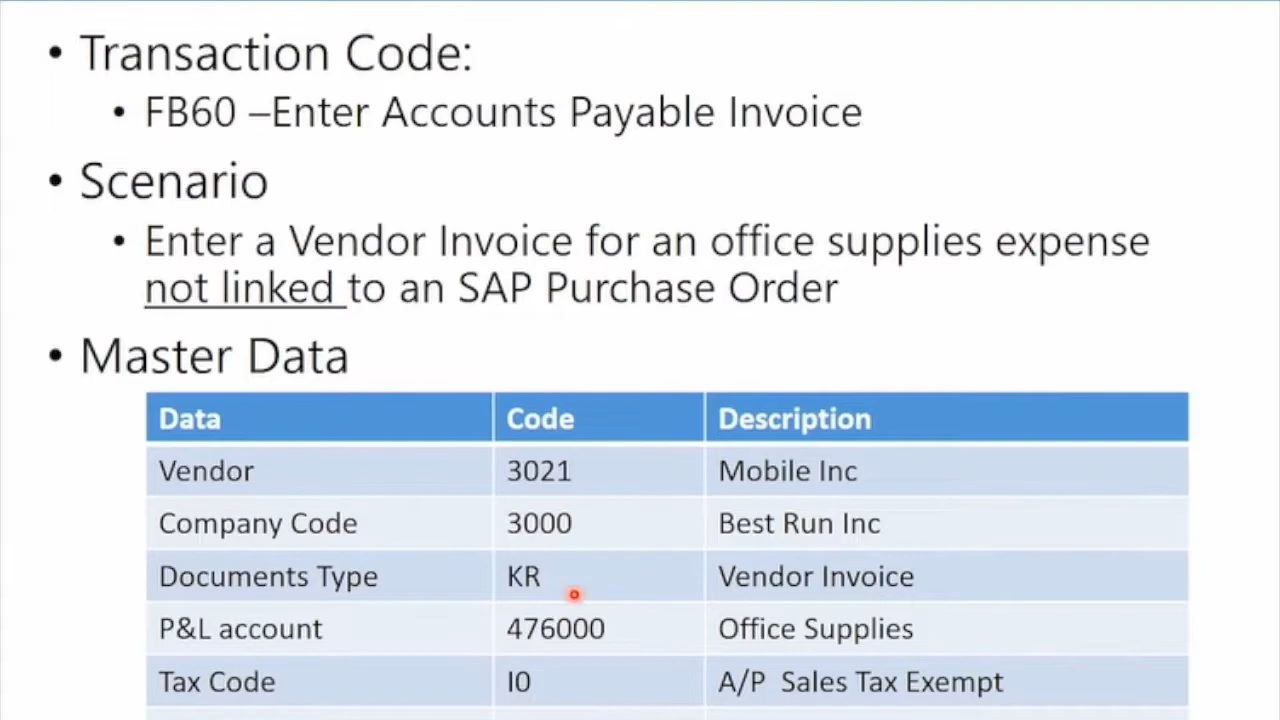 • Transaction Code:
• FB60 –Enter Accounts Payable Invoice
• Scenario
• Enter a Vendor Invoice for an office supplies expense
not linked to an SAP Purchase Order
• Master Data
Data Code Description
Vendor 3021 Mobile Inc
Company Code 3000 Best Run Inc
Documents Type KR Vendor Invoice
P&L account 476000 Office Supplies
Tax Code I0 A/P Sales Tax Exempt